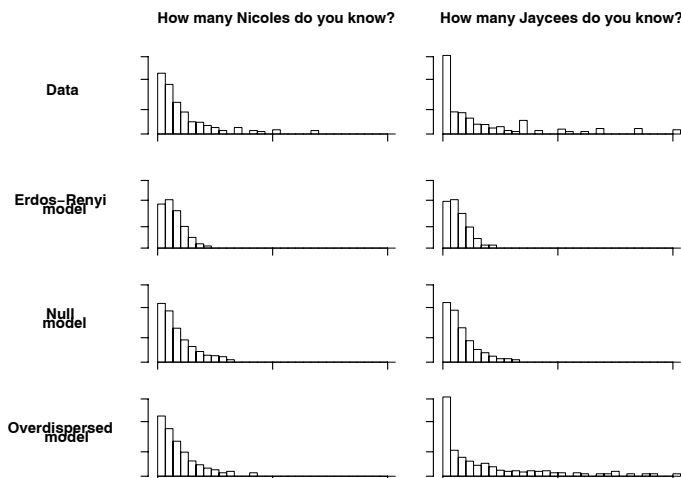 How many Nicoles do you know?
How many Jaycees do you know?
Data
Erdos−Renyi
model
Null
model
Overdispersed
model